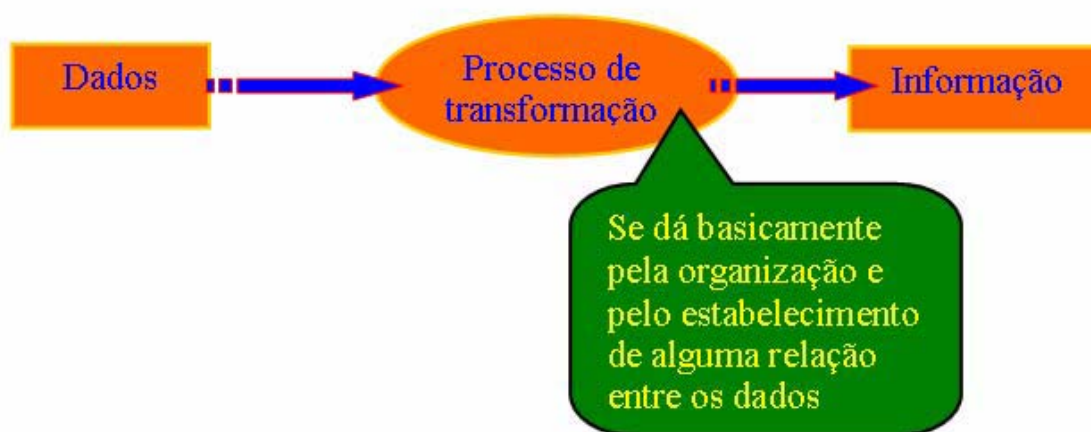 Dados
Processo de
transformação
Informação
Se dá basicamente
pela organização e
pelo estabelecimento
de alguma relação
entre os dados